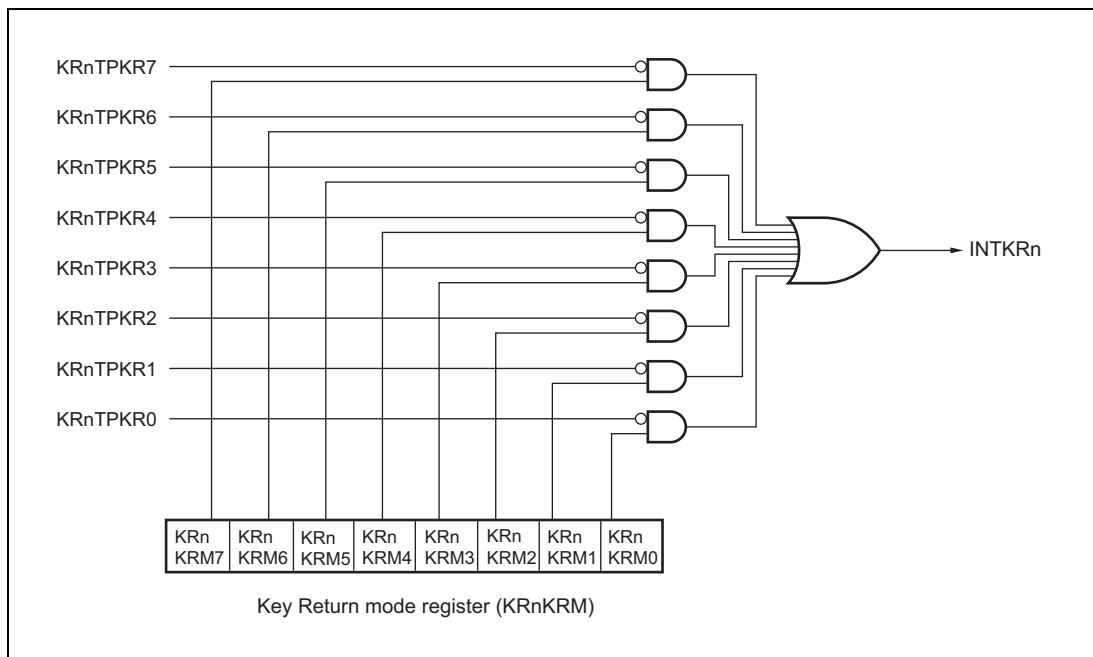 KRnTPKR7
KRnTPKR6
KRnTPKR5
KRnTPKR4
KRnTPKR3
KRnTPKR2
KRnTPKR1
KRnTPKR0
INTKRn
KRn KRn KRn KRn KRn KRn KRn KRn
KRM7 KRM6 KRM5 KRM4 KRM3 KRM2 KRM1 KRM0
Key Return mode register (KRnKRM)